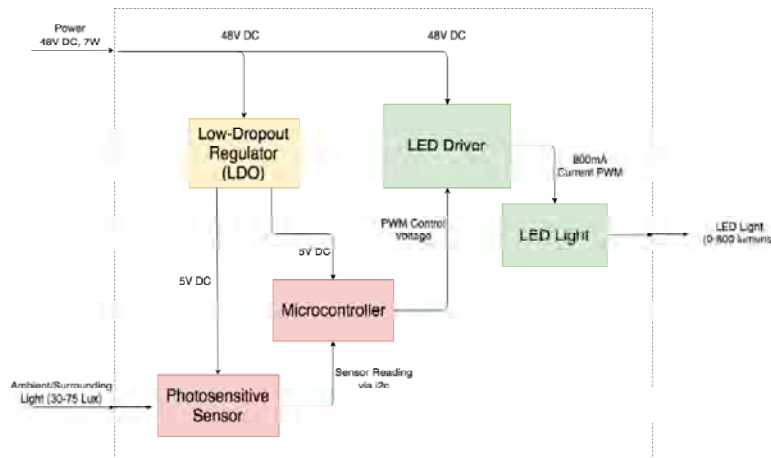 Power
48V DC, 7W
48V DC
48V DC
Low-Dropout
Regulator
(LDO)
LED Driver
800mA
Current PWM
PWM Control
voltage
LED Light
LED Light
(0-800 lumens
5V DC
5V DC
Microcontroller
Sensor Reading
via i2c
Ambient/Surrounding
Light (30-75 Lux)
Photosensitive
Sensor